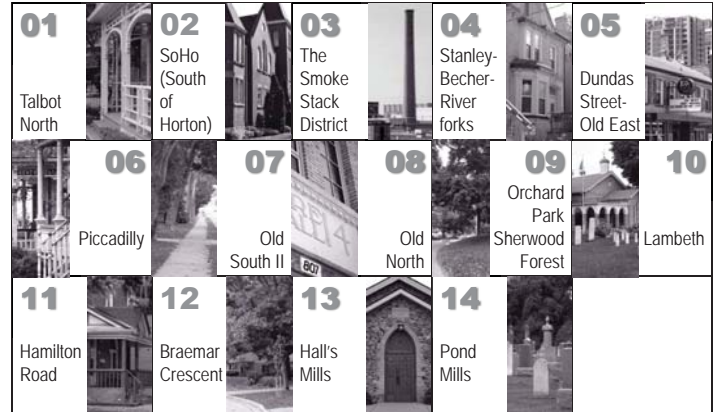 01
Talbot
North
02
SoHo
(South
of
Horton)
03
The
Smoke
Stack
District
04
Stanley-
Becher-
River
forks
05
Dundas
Street-
Old East
06
Piccadilly
07
Old
South II
08
Old
North
09
Orchard
Park
Sherwood
Forest
10
Lambeth
11
Hamilton
Road
12
Braemar
Crescent
13
Hall's
Mills
14
Pond
Mills